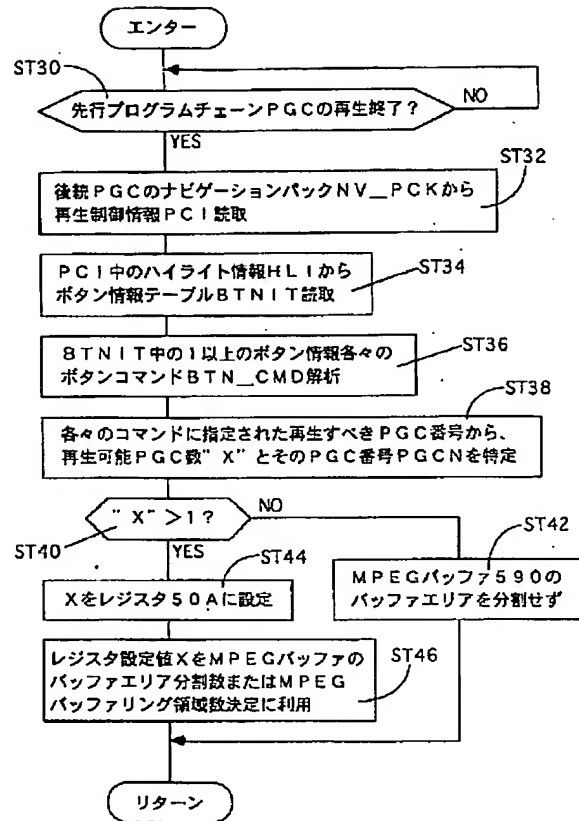 エンター
ST30
先行プログラムチェーンPGCの再生終了?
NO
YES
ST32
後続PGCのナビゲーションパックNV__PCKから
再生制御情報PCI読取
ST34
PCI中のハイライト情報HLIから
ボタン情報テーブルBTNIT読取
ST36
BTNIT中の1以上のボタン情報各々の
ボタンコマンドBTN__CMD解析
ST38
各々のコマンドに指定された再生すべきPGC番号から、
再生可能PGC数"X"とそのPGC番号PGCNを特定
"X">1?
NO
ST40
YES
ST42
MPEGバッファ590の
バッファエリアを分割せず
ST44
Xをレジスタ50Aに設定
ST46
レジスタ設定値XをMPEGバッファの
バッファエリア分割数またはMPEG
バッファリング領域数決定に利用
リターン